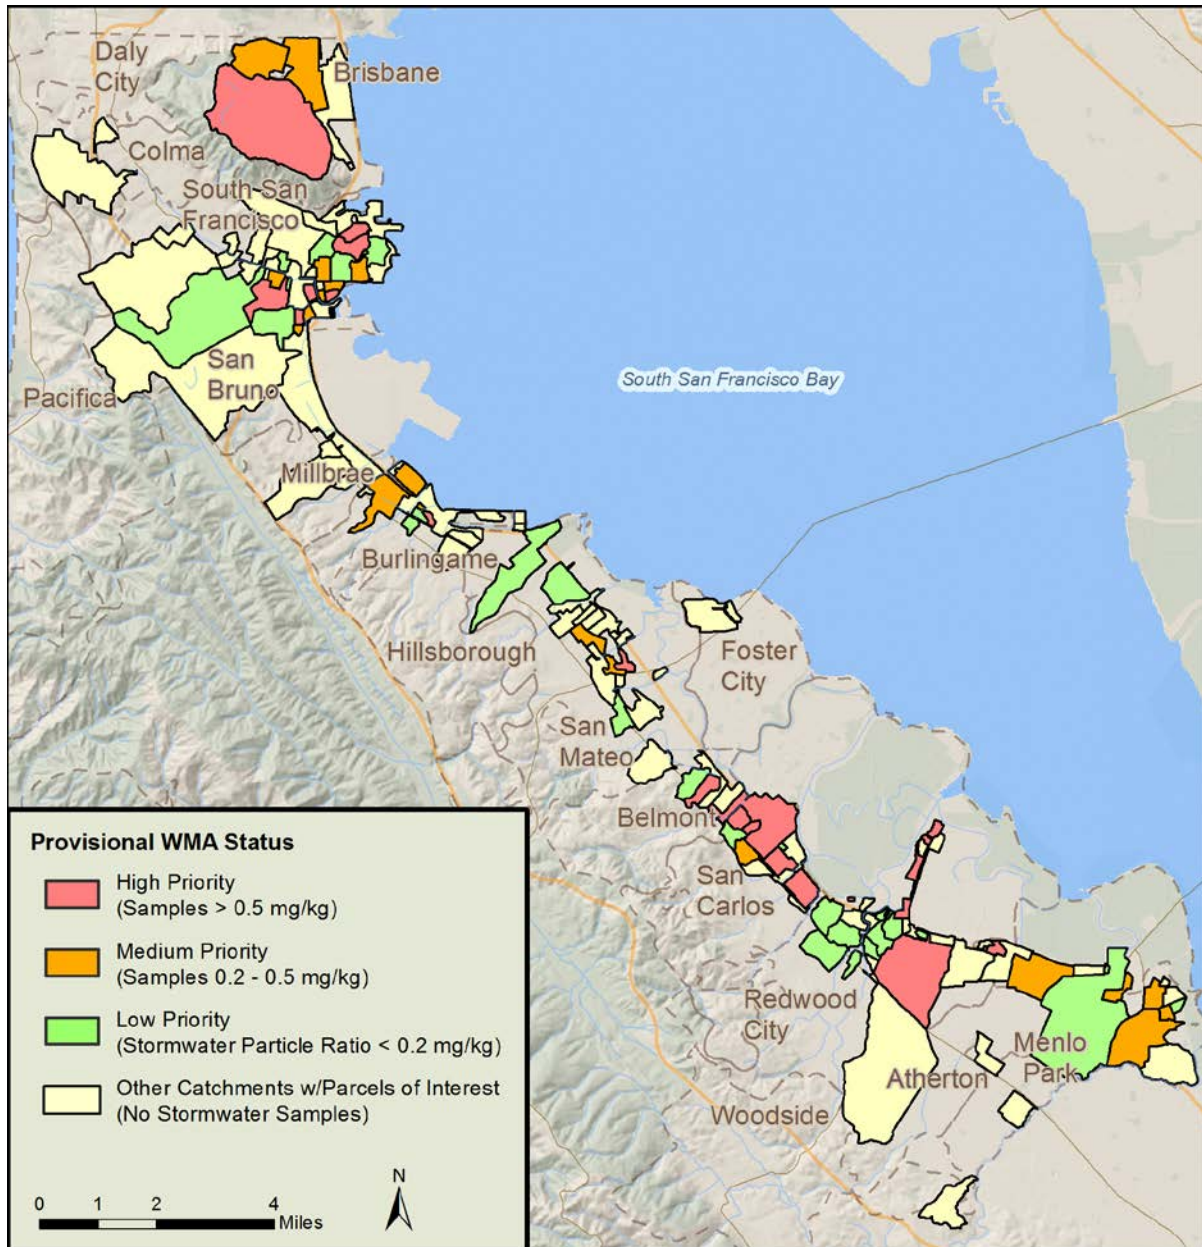 Daly
City
Brisbane
Colma
South San
Francisco
San
Bruno
Pacifica
South San Francisco Bay
Millbrae
Burlingame
Hillsborough
Foster
City
San
Mateo
Belmont
San
Carlos
Redwood
City
Menlo
Park
Atherton
Woodside
Provisional WMA Status
High Priority
(Samples > 0.5 mg/kg)
Medium Priority
(Samples 0.2 - 0.5 mg/kg)
Low Priority
(Stormwater Particle Ratio < 0.2 mg/kg)
Other Catchments w/Parcels of Interest
(No Stormwater Samples)
N
0 1 2 4
Miles